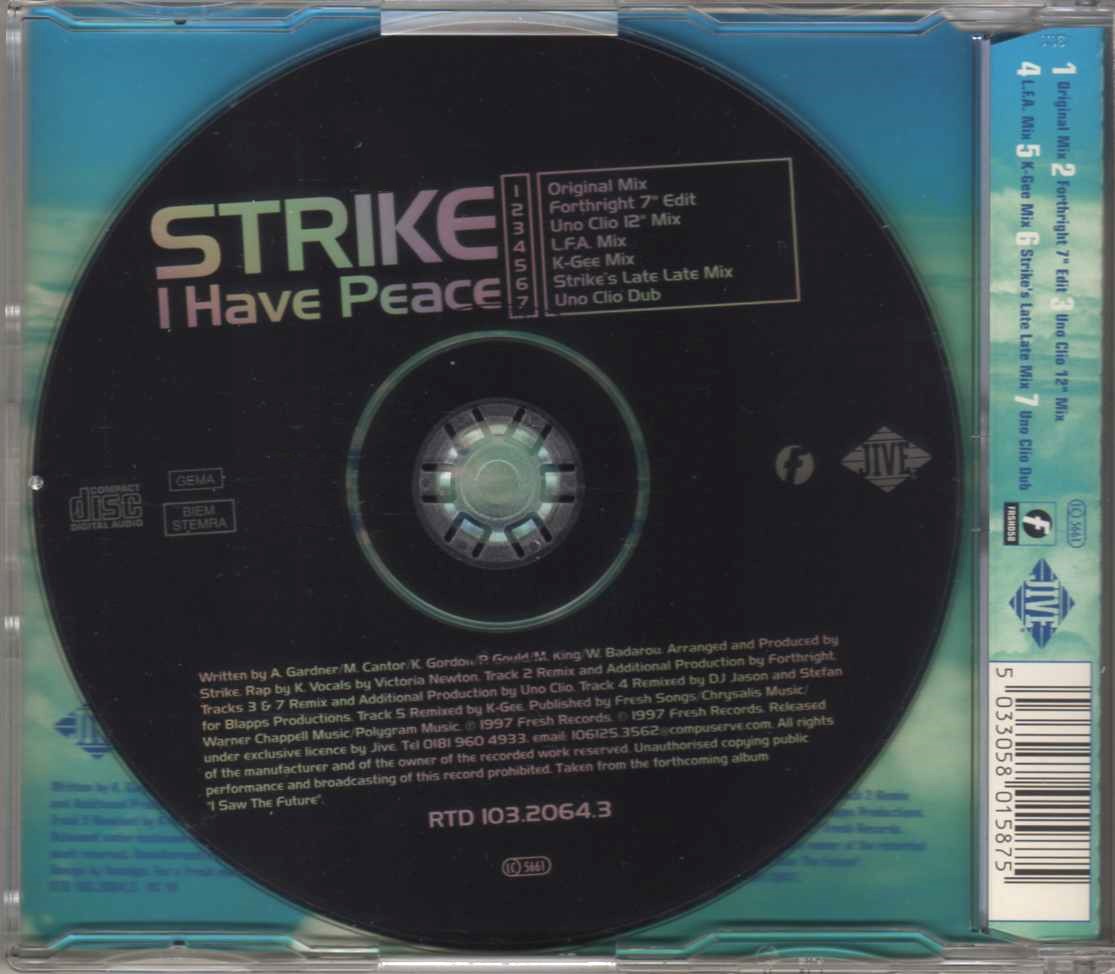 STRIKE
I Have Peace
1 Original Mix
2 Forthright 7" Edit
3 Uno Clio 12" Mix
4 L.F.A. Mix
5 K-Gee Mix
6 Strike's Late Late Mix
7 Uno Clio Dub
COMPACT
disc
DIGITAL AUDIO
GEMA
BIEM
STEMRA
f
JIVE
Written by A. Gardner/M. Cantor/K. Gordon/P. Gould/M. King/W. Badarou. Arranged and Produced by
Strike. Rap by K. Vocals by Victoria Newton. Track 2 Remix and Additional Production by Forthright.
Tracks 3 & 7 Remix and Additional Production by Uno Clio. Track 4 Remixed by DJ Jason and Stefan
for Blapps Productions. Track 5 Remixed by K-Gee. Published by Fresh Songs/Chrysalis Music/
Warner Chappell Music/Polygram Music. ℗ 1997 Fresh Records. © 1997 Fresh Records. Released
under exclusive licence by Jive. Tel 0181 960 4933. email: 106125.3562@compuserve.com. All rights
of the manufacturer and of the owner of the recorded work reserved. Unauthorised copying public
performance and broadcasting of this record prohibited. Taken from the forthcoming album
"I Saw The Future".
RTD 103.2064.3
LC 5661
1 Original Mix 2 Forthright 7" Edit 3 Uno Clio 12" Mix
4 L.F.A. Mix 5 K-Gee Mix 6 Strike's Late Late Mix 7 Uno Clio Dub
LC 5661
f
FRSHD58
JIVE
5 033058 015875